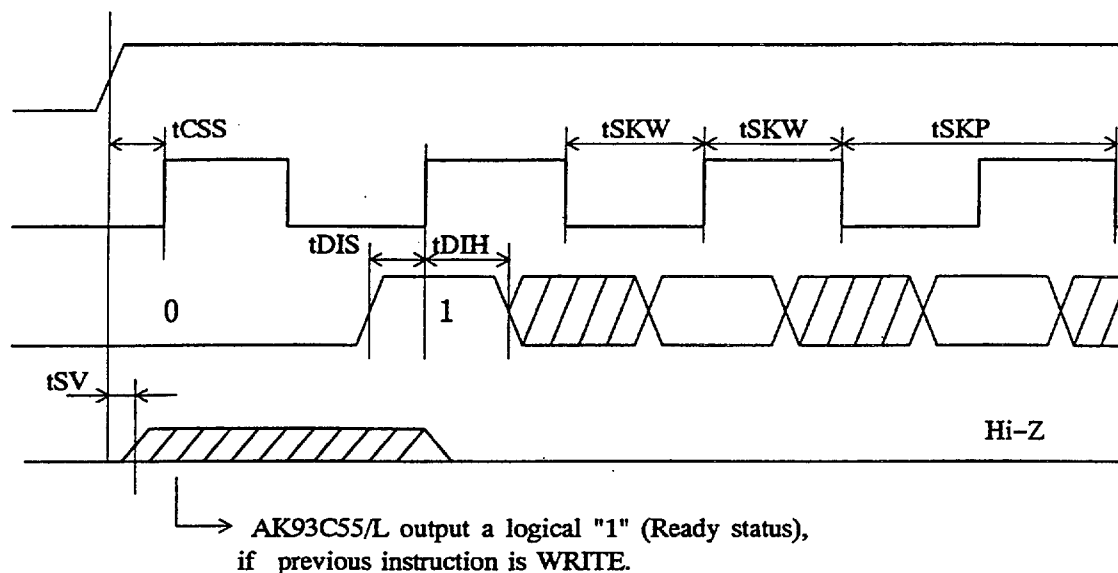 tCSS
tSKW
tSKW
tSKP
tDIS
tDIH
0
1
tSV
Hi-Z
AK93C55/L output a logical "1" (Ready status),
if previous instruction is WRITE.